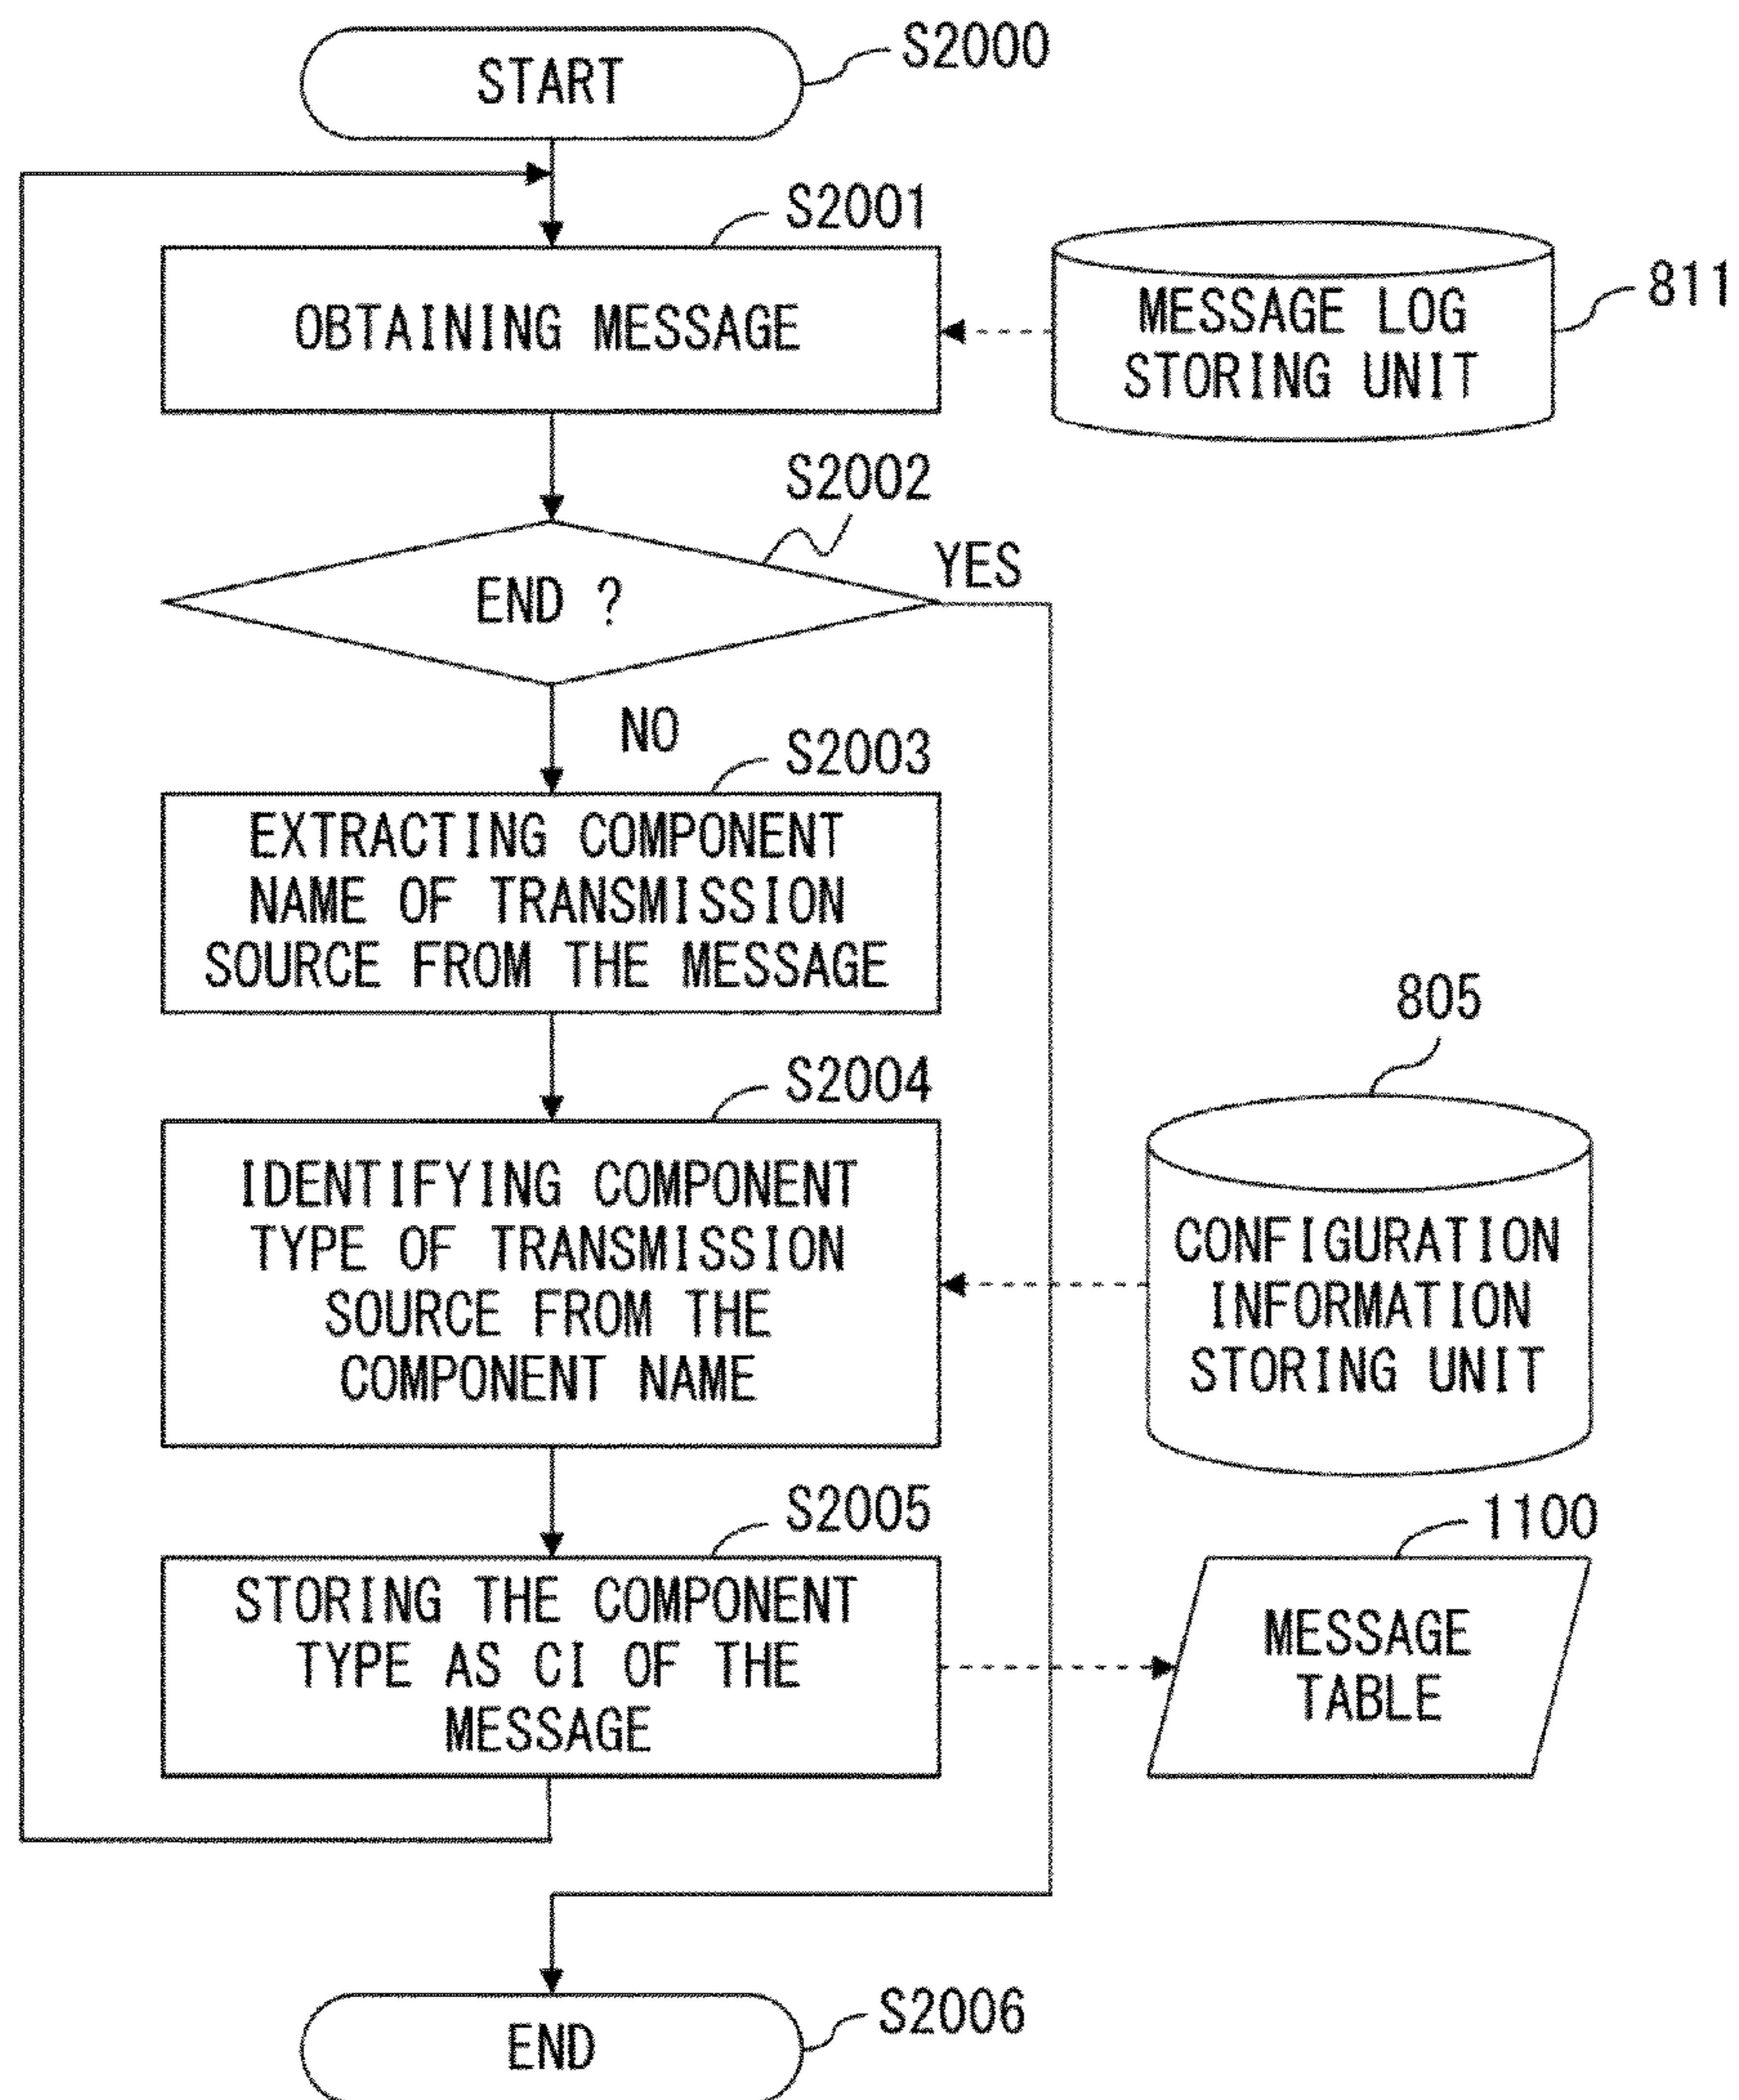 START
S2000
S2001
OBTAINING MESSAGE
MESSAGE LOG
STORING UNIT
811
S2002
END ?
YES
NO
S2003
EXTRACTING COMPONENT
NAME OF TRANSMISSION
SOURCE FROM THE MESSAGE
S2004
IDENTIFYING COMPONENT
TYPE OF TRANSMISSION
SOURCE FROM THE
COMPONENT NAME
805
CONFIGURATION
INFORMATION
STORING UNIT
S2005
STORING THE COMPONENT
TYPE AS CI OF THE
MESSAGE
1100
MESSAGE
TABLE
END
S2006